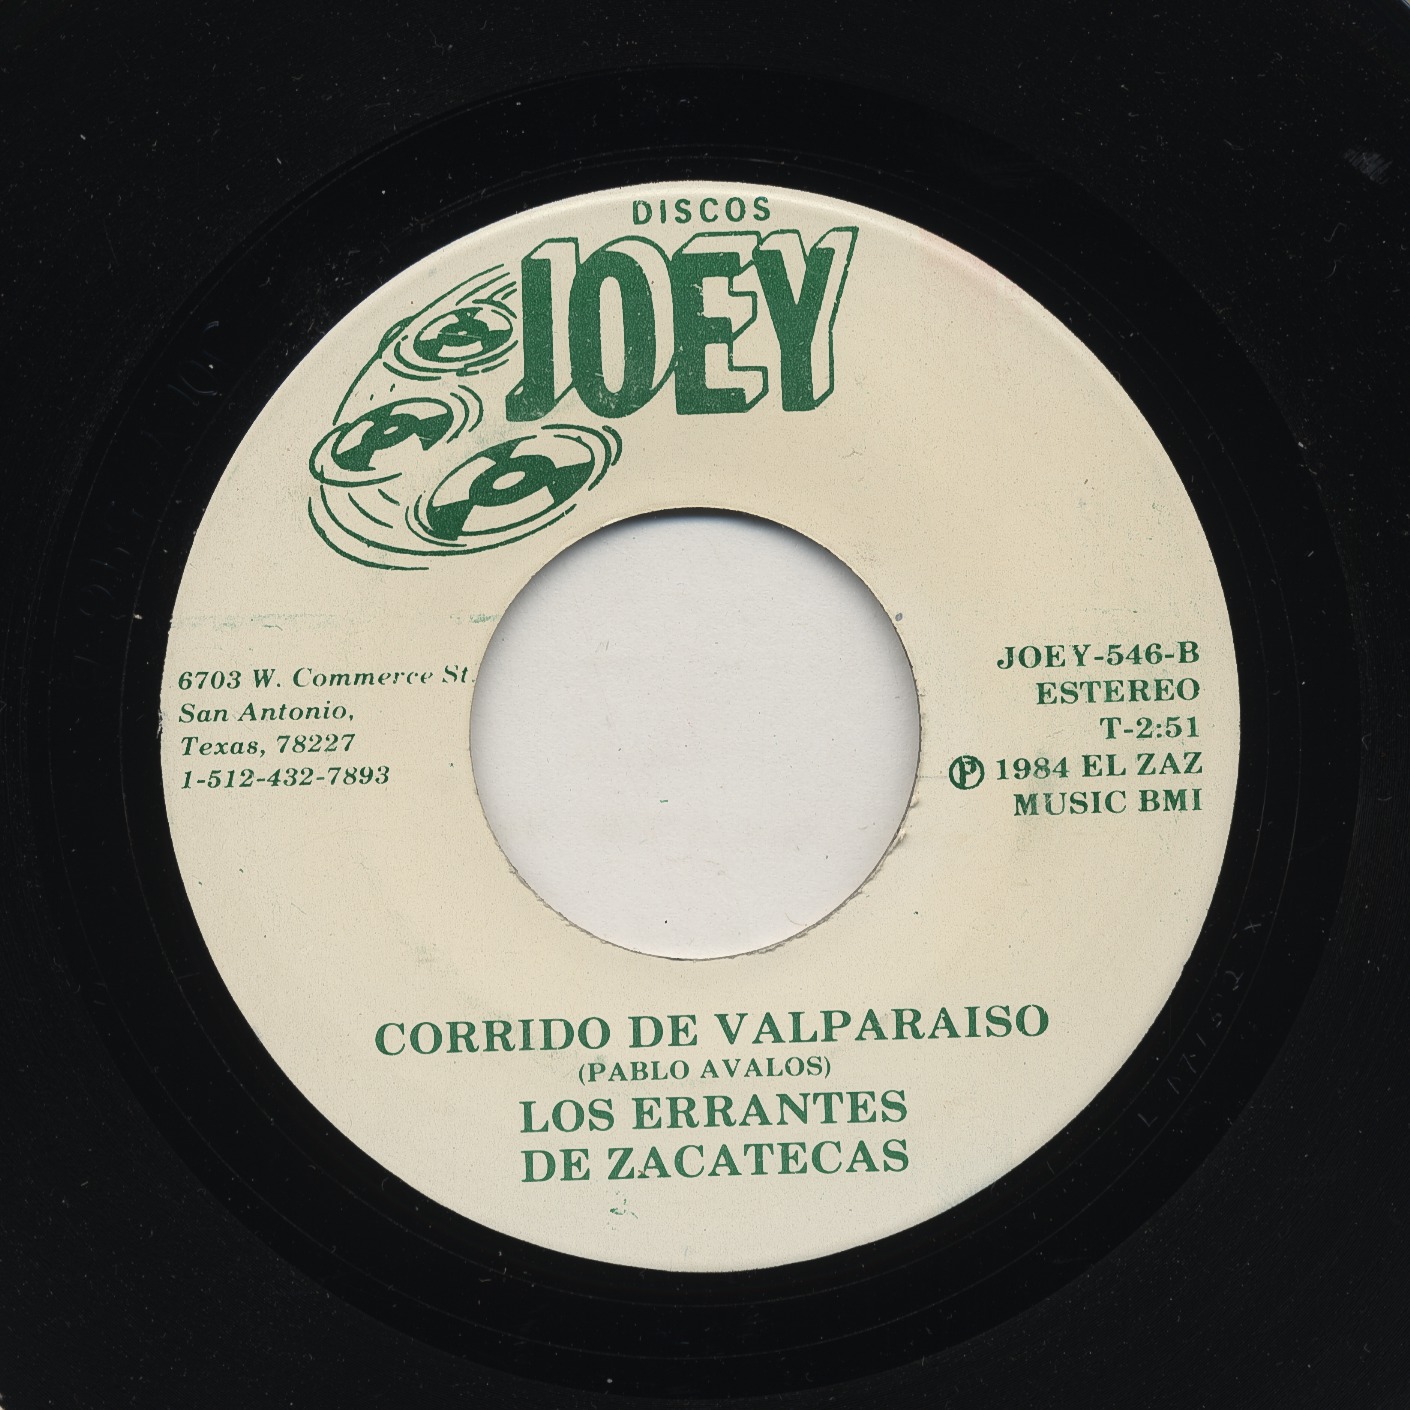 DISCOS
JOEY
6703 W. Commerce St.
San Antonio,
Texas, 78227
1-512-432-7893
JOEY-546-B
ESTEREO
T-2:51
Ⓟ 1984 EL ZAZ
MUSIC BMI
CORRIDO DE VALPARAISO
(PABLO AVALOS)
LOS ERRANTES
DE ZACATECAS